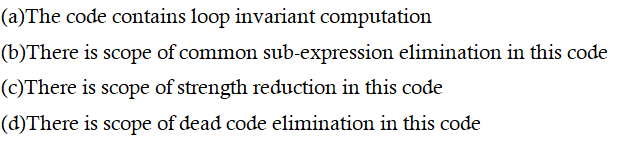 (a)The code contains loop invariant computation
(b)There is scope of common sub-expression elimination in this code
(c)There is scope of strength reduction in this code
(d)There is scope of dead code elimination in this code